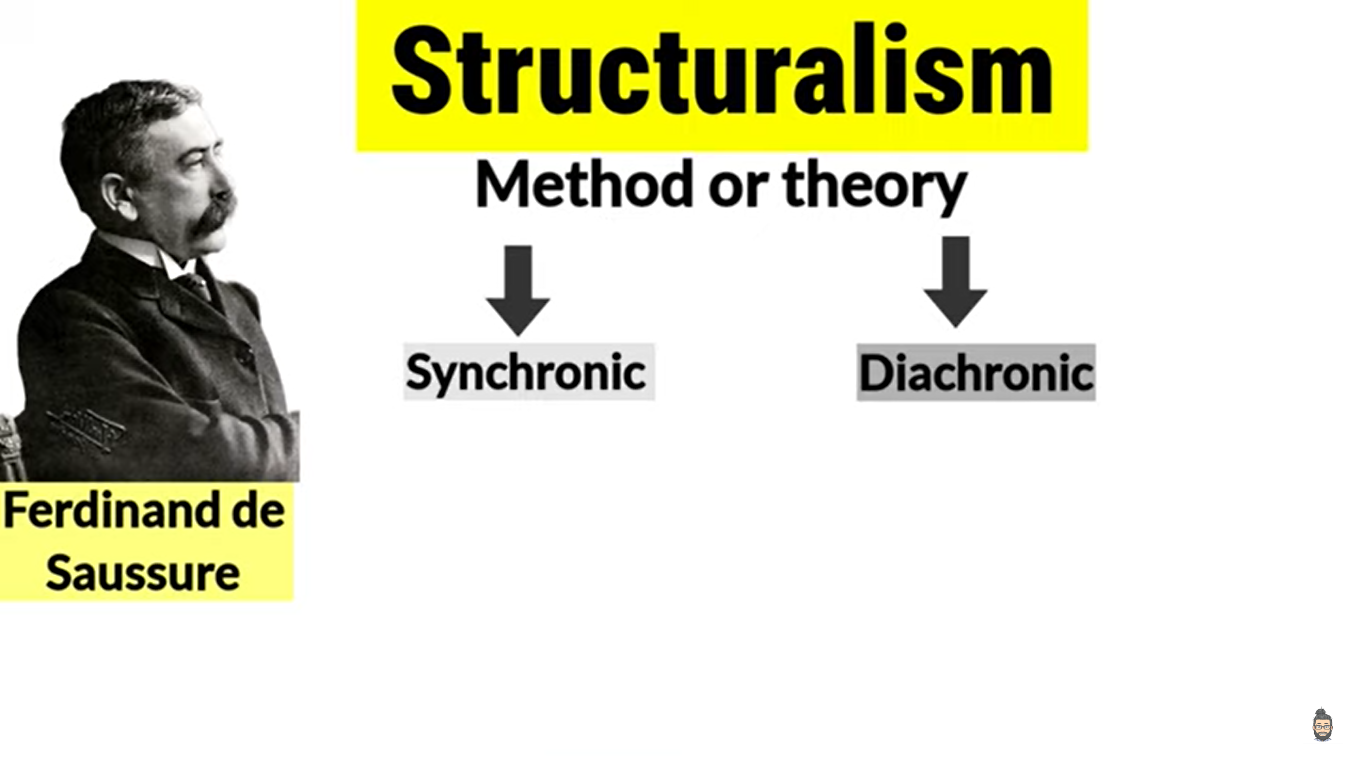 Structuralism
Method or theory
Synchronic
Diachronic
Ferdinand de
Saussure